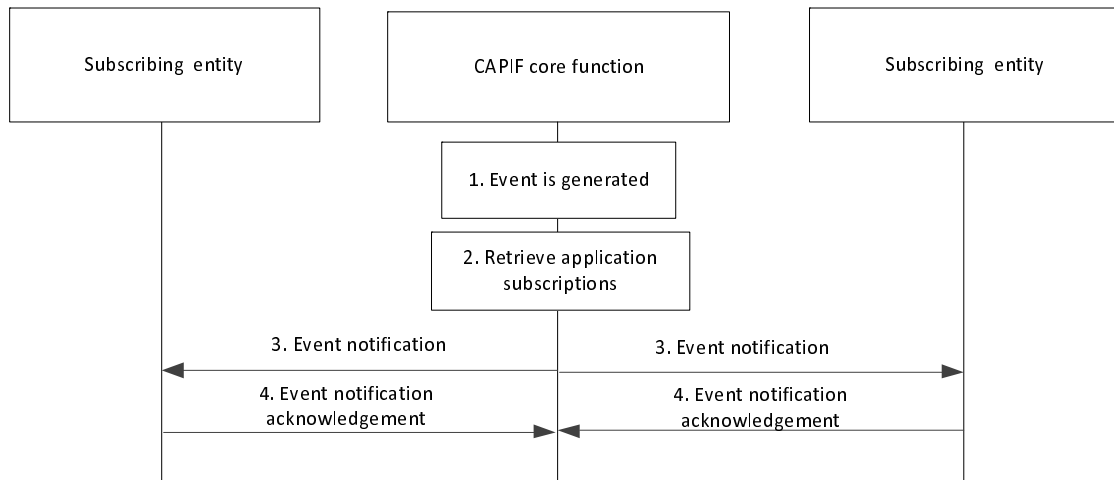 Subscribing entity
CAPIF core function
Subscribing entity
1. Event is generated
2. Retrieve application
subscriptions
3. Event notification
3. Event notification
4. Event notification
acknowledgement
4. Event notification
acknowledgement